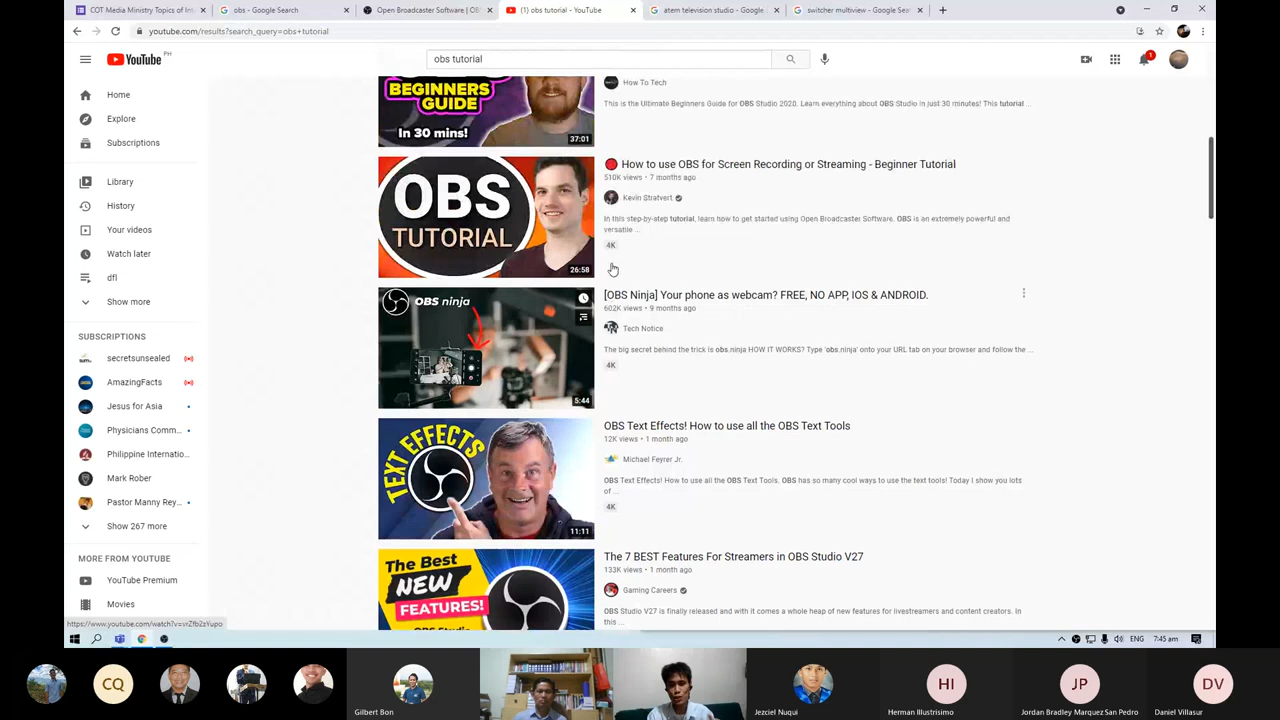 COT Media Ministry Topics of Int
obs - Google Search
Open Broadcaster Software | OBS
(1) obs tutorial - YouTube
atem television studio - Google S
switcher multiview - Google Sea
youtube.com/results?search_query=obs+tutorial
YouTube PH
obs tutorial
1
Home
Explore
Subscriptions
Library
History
Your videos
Watch later
dfl
Show more
SUBSCRIPTIONS
secretsunsealed
AmazingFacts
Jesus for Asia
Physicians Comm...
Philippine Internatio...
Mark Rober
Pastor Manny Rey...
Show 267 more
MORE FROM YOUTUBE
YouTube Premium
Movies
BEGINNERS
GUIDE
In 30 mins!
37:01
How To Tech
This is the Ultimate Beginners Guide for OBS Studio 2020. Learn everything about OBS Studio in just 30 minutes! This tutorial ...
OBS
TUTORIAL
26:58
How to use OBS for Screen Recording or Streaming - Beginner Tutorial
510K views • 7 months ago
Kevin Stratvert
In this step-by-step tutorial, learn how to get started using Open Broadcaster Software. OBS is an extremely powerful and
versatile ...
4K
OBS ninja
5:44
[OBS Ninja] Your phone as webcam? FREE, NO APP, IOS & ANDROID.
602K views • 9 months ago
Tech Notice
The big secret behind the trick is obs.ninja HOW IT WORKS? Type 'obs.ninja' onto your URL tab on your browser and follow the ...
4K
TEXT EFFECTS
11:11
OBS Text Effects! How to use all the OBS Text Tools
12K views • 1 month ago
Michael Feyrer Jr.
OBS Text Effects! How to use all the OBS Text Tools. OBS has so many cool ways to use the text tools! Today I show you lots
of ...
4K
The Best
NEW
FEATURES!
OBS Studio
The 7 BEST Features For Streamers in OBS Studio V27
133K views • 1 month ago
Gaming Careers
OBS Studio V27 is finally released and with it comes a whole heap of new features for livestreamers and content creators. In
this ...
https://www.youtube.com/watch?v=vrZfb2zYupo
ENG
7:45 am
CQ
Gilbert Bon
Jezciel Nuqui
HI
Herman Illustrisimo
JP
Jordan Bradley Marquez San Pedro
DV
Daniel Villasur